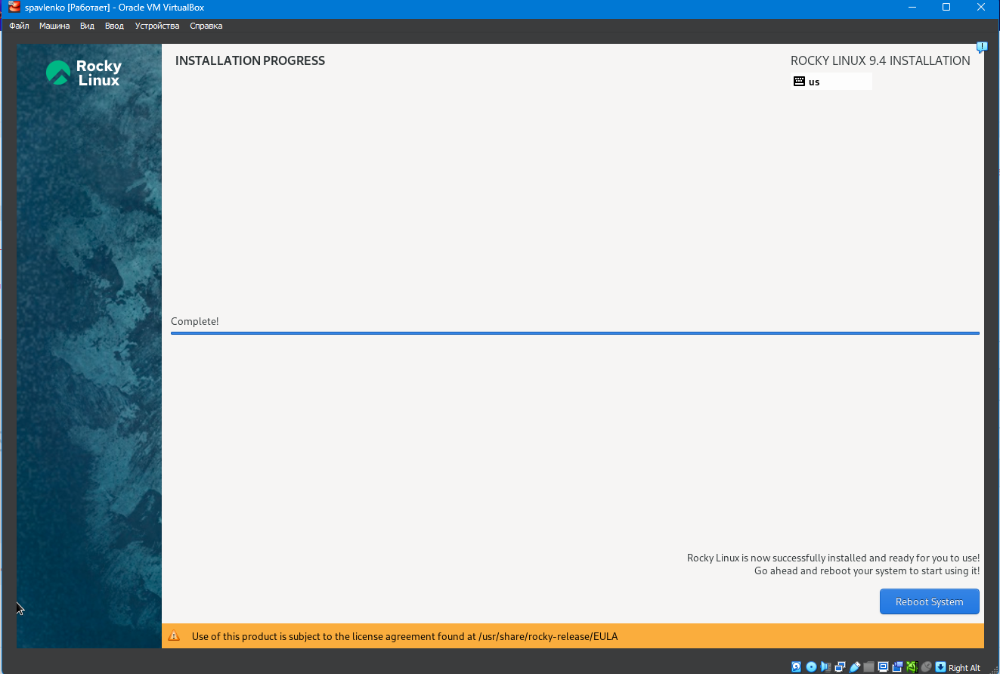 spavlenko [Работает] - Oracle VM VirtualBox
Файл Машина Вид Ввод Устройства Справка
Rocky
Linux
INSTALLATION PROGRESS
ROCKY LINUX 9.4 INSTALLATION
us
Complete!
Rocky Linux is now successfully installed and ready for you to use!
Go ahead and reboot your system to start using it!
Reboot System
Use of this product is subject to the license agreement found at /usr/share/rocky-release/EULA
Right Alt